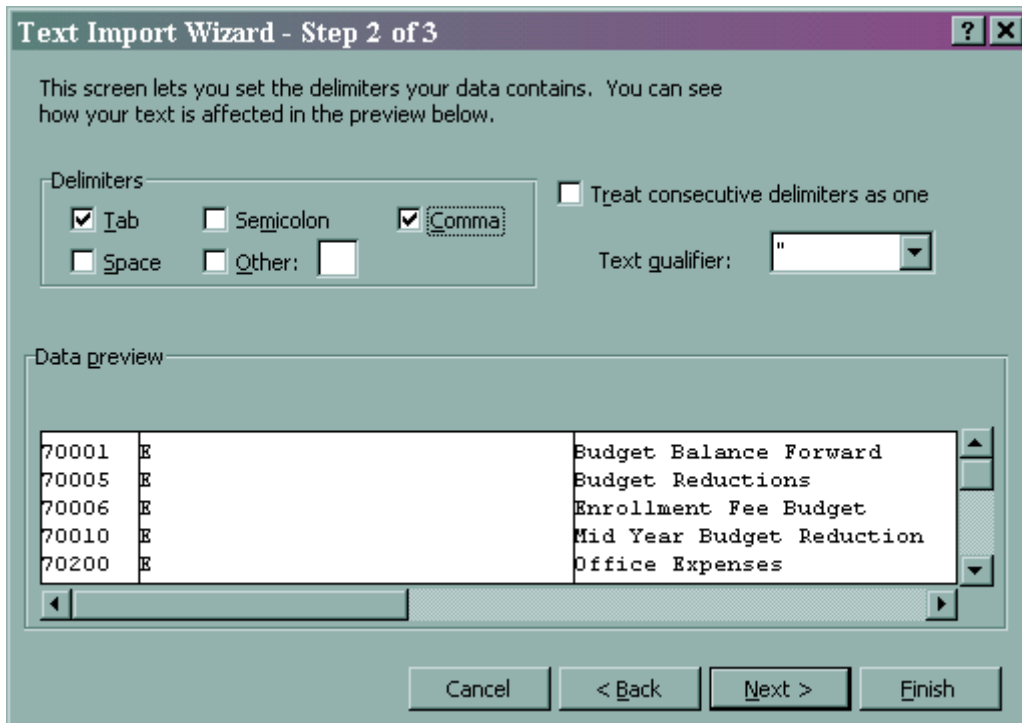 Text Import Wizard - Step 2 of 3
This screen lets you set the delimiters your data contains.  You can see
how your text is affected in the preview below.
Delimiters
Tab Semicolon Comma
Space Other:
Treat consecutive delimiters as one
Text qualifier: "
Data preview
70001 E Budget Balance Forward
70005 E Budget Reductions
70006 E Enrollment Fee Budget
70010 E Mid Year Budget Reduction
70200 E Office Expenses
Cancel < Back Next > Finish